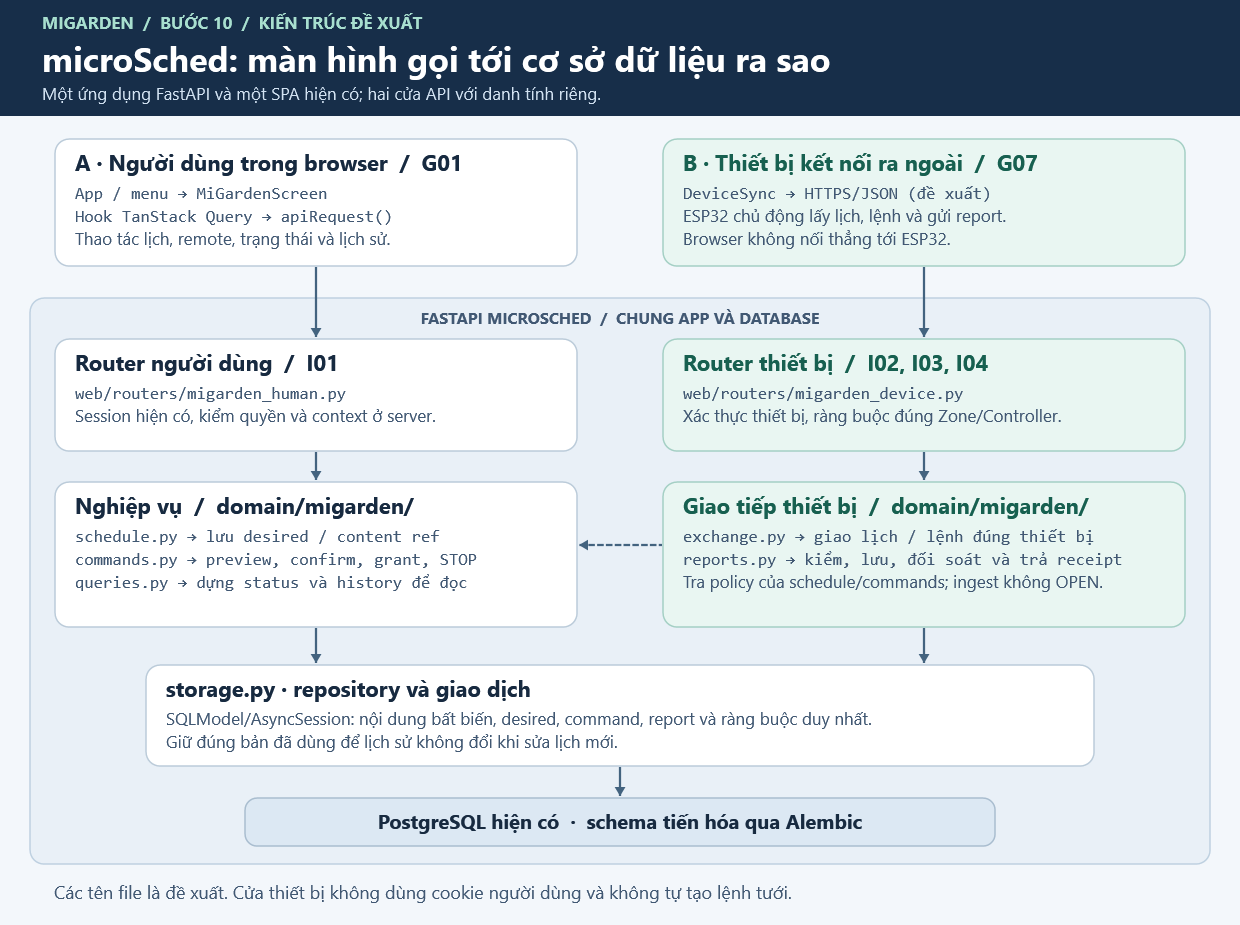 MIGARDEN / BƯỚC 10 / KIẾN TRÚC ĐỀ XUẤT
microSched: màn hình gọi tới cơ sở dữ liệu ra sao
Một ứng dụng FastAPI và một SPA hiện có; hai cửa API với danh tính riêng.
A · Người dùng trong browser / G01
App / menu → MiGardenScreen
Hook TanStack Query → apiRequest()
Thao tác lịch, remote, trạng thái và lịch sử.
B · Thiết bị kết nối ra ngoài / G07
DeviceSync → HTTPS/JSON (đề xuất)
ESP32 chủ động lấy lịch, lệnh và gửi report.
Browser không nối thẳng tới ESP32.
FASTAPI MICROSCHED / CHUNG APP VÀ DATABASE
Router người dùng / I01
web/routers/migarden_human.py
Session hiện có, kiểm quyền và context ở server.
Router thiết bị / I02, I03, I04
web/routers/migarden_device.py
Xác thực thiết bị, ràng buộc đúng Zone/Controller.
Nghiệp vụ / domain/migarden/
schedule.py → lưu desired / content ref
commands.py → preview, confirm, grant, STOP
queries.py → dựng status và history để đọc
Giao tiếp thiết bị / domain/migarden/
exchange.py → giao lịch / lệnh đúng thiết bị
reports.py → kiểm, lưu, đối soát và trả receipt
Tra policy của schedule/commands; ingest không OPEN.
storage.py · repository và giao dịch
SQLModel/AsyncSession: nội dung bất biến, desired, command, report và ràng buộc duy nhất.
Giữ đúng bản đã dùng để lịch sử không đổi khi sửa lịch mới.
PostgreSQL hiện có · schema tiến hóa qua Alembic
Các tên file là đề xuất. Cửa thiết bị không dùng cookie người dùng và không tự tạo lệnh tưới.